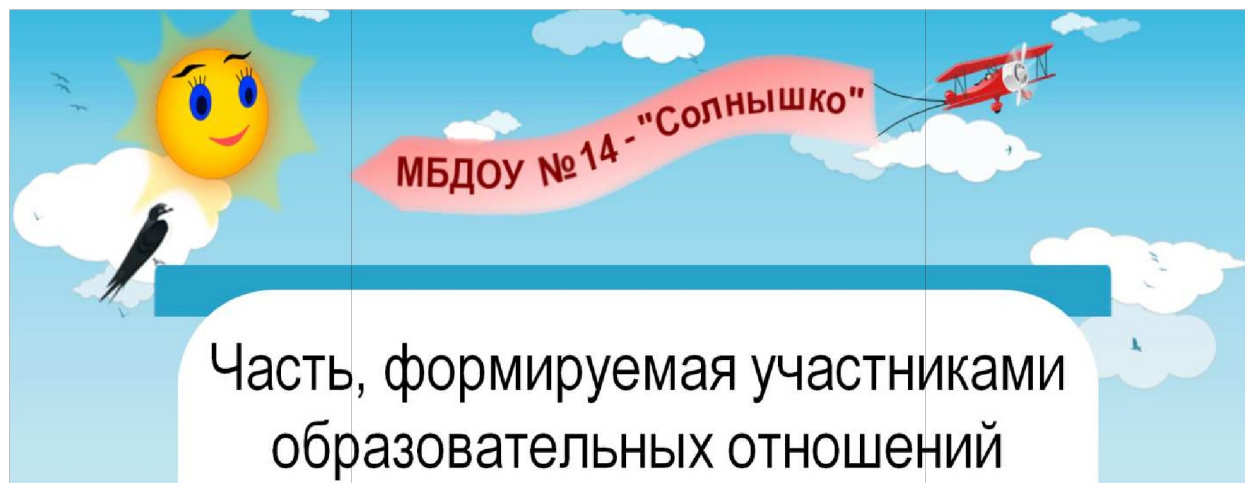 МБДОУ №14 - "Солнышко"
Часть, формируемая участниками
образовательных отношений